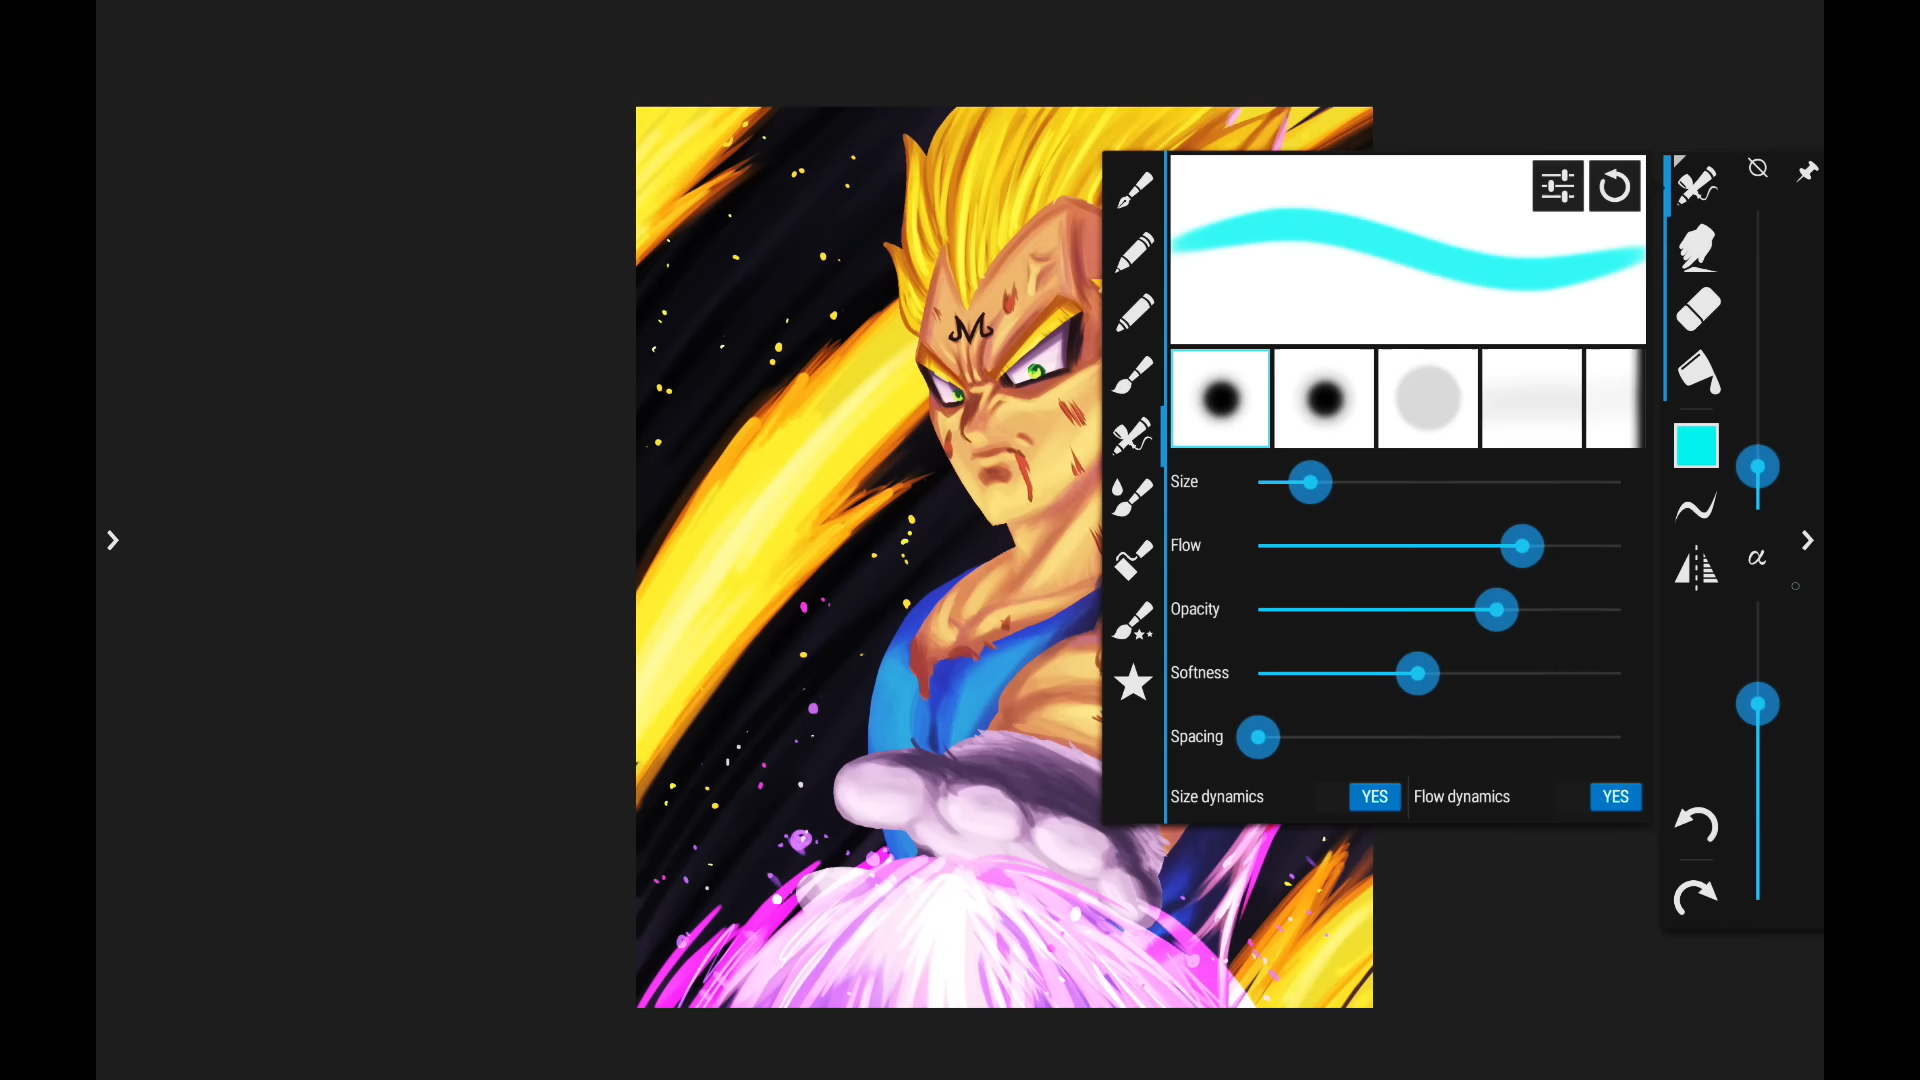 Size
Flow
Opacity
Softness
Spacing
Size dynamics YES Flow dynamics YES
α
M